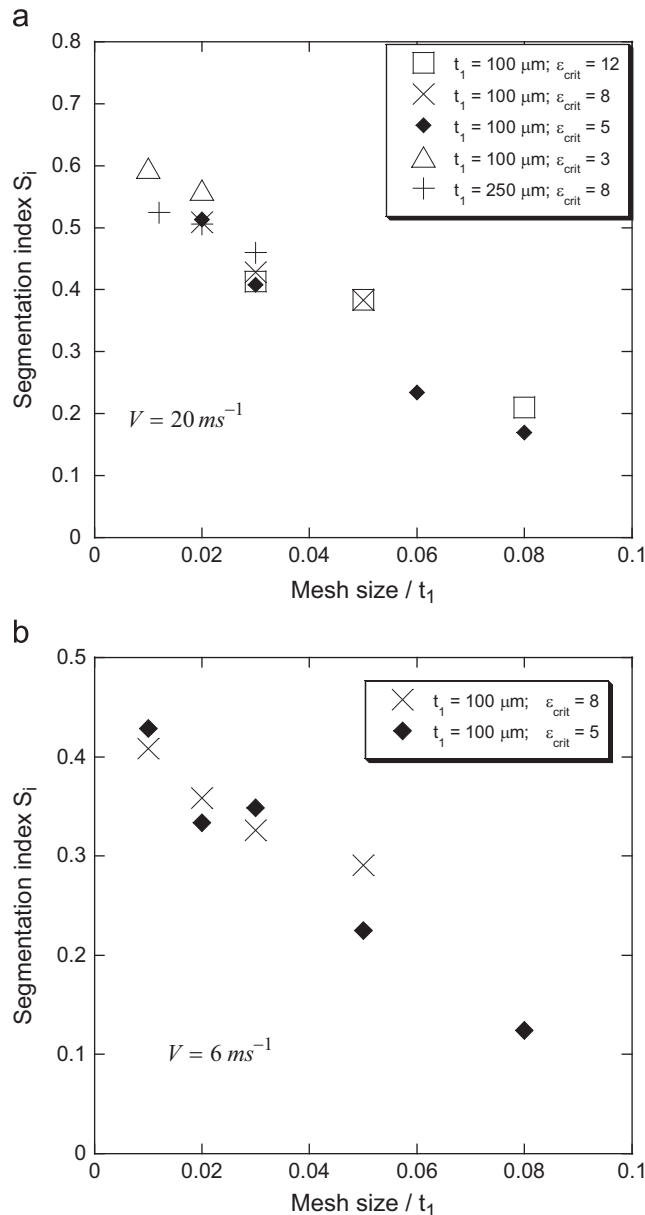 a
0.8
0.7
0.6
0.5
0.4
0.3
0.2
0.1
0
Segmentation index Sᵢ
t₁ = 100 μm; εcrit = 12
t₁ = 100 μm; εcrit = 8
t₁ = 100 μm; εcrit = 5
t₁ = 100 μm; εcrit = 3
t₁ = 250 μm; εcrit = 8
V = 20 ms⁻¹
0 0.02 0.04 0.06 0.08 0.1
Mesh size / t₁
b
0.5
0.4
0.3
0.2
0.1
0
Segmentation index Sᵢ
t₁ = 100 μm; εcrit = 8
t₁ = 100 μm; εcrit = 5
V = 6 ms⁻¹
0 0.02 0.04 0.06 0.08 0.1
Mesh size / t₁